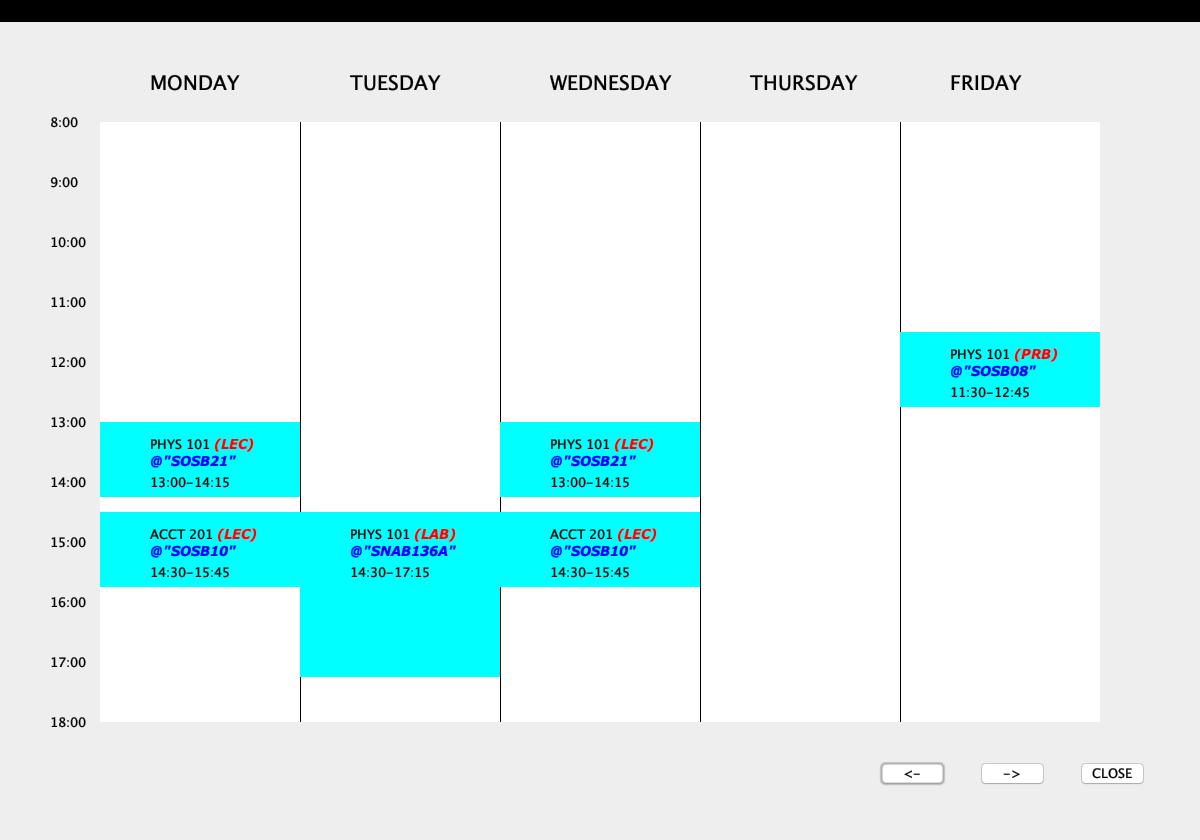 MONDAY TUESDAY WEDNESDAY THURSDAY FRIDAY
8:00
9:00
10:00
11:00
12:00
PHYS 101 (PRB)
@"SOSB08"
11:30-12:45
13:00
PHYS 101 (LEC)
@"SOSB21"
13:00-14:15
PHYS 101 (LEC)
@"SOSB21"
13:00-14:15
14:00
ACCT 201 (LEC)
@"SOSB10"
14:30-15:45
PHYS 101 (LAB)
@"SNAB136A"
14:30-17:15
ACCT 201 (LEC)
@"SOSB10"
14:30-15:45
15:00
16:00
17:00
18:00
<- -> CLOSE